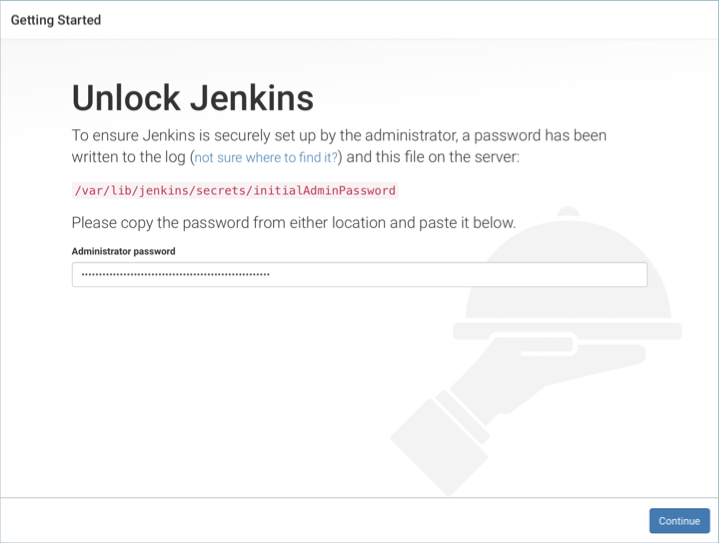 Getting Started
Unlock Jenkins
To ensure Jenkins is securely set up by the administrator, a password has been
written to the log (not sure where to find it?) and this file on the server:
/var/lib/jenkins/secrets/initialAdminPassword
Please copy the password from either location and paste it below.
Administrator password
Continue